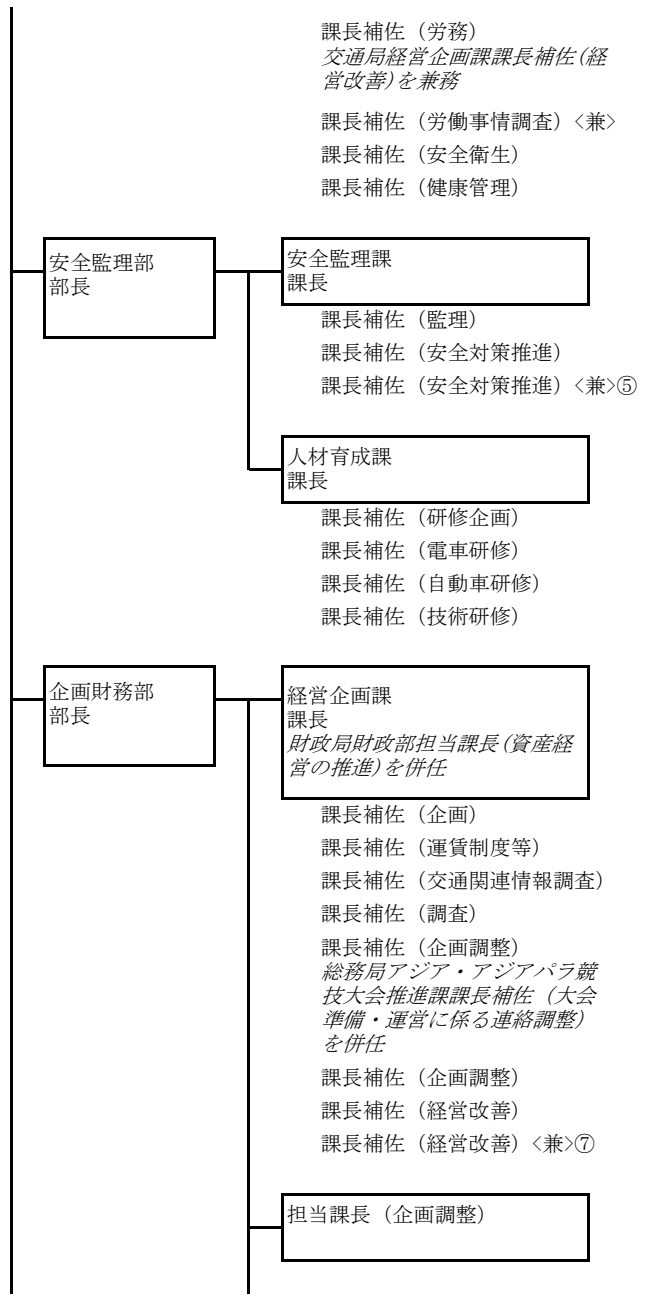 課長補佐（労務）
交通局経営企画課課長補佐(経
営改善)を兼務
課長補佐（労働事情調査）<兼>
課長補佐（安全衛生）
課長補佐（健康管理）
安全監理部
部長
安全監理課
課長
課長補佐（監理）
課長補佐（安全対策推進）
課長補佐（安全対策推進）<兼>⑤
人材育成課
課長
課長補佐（研修企画）
課長補佐（電車研修）
課長補佐（自動車研修）
課長補佐（技術研修）
企画財務部
部長
経営企画課
課長
財政局財政部担当課長(資産経
営の推進)を併任
課長補佐（企画）
課長補佐（運賃制度等）
課長補佐（交通関連情報調査）
課長補佐（調査）
課長補佐（企画調整）
総務局アジア・アジアパラ競
技大会推進課課長補佐（大会
準備・運営に係る連絡調整）
を併任
課長補佐（企画調整）
課長補佐（経営改善）
課長補佐（経営改善）<兼>⑦
担当課長（企画調整）